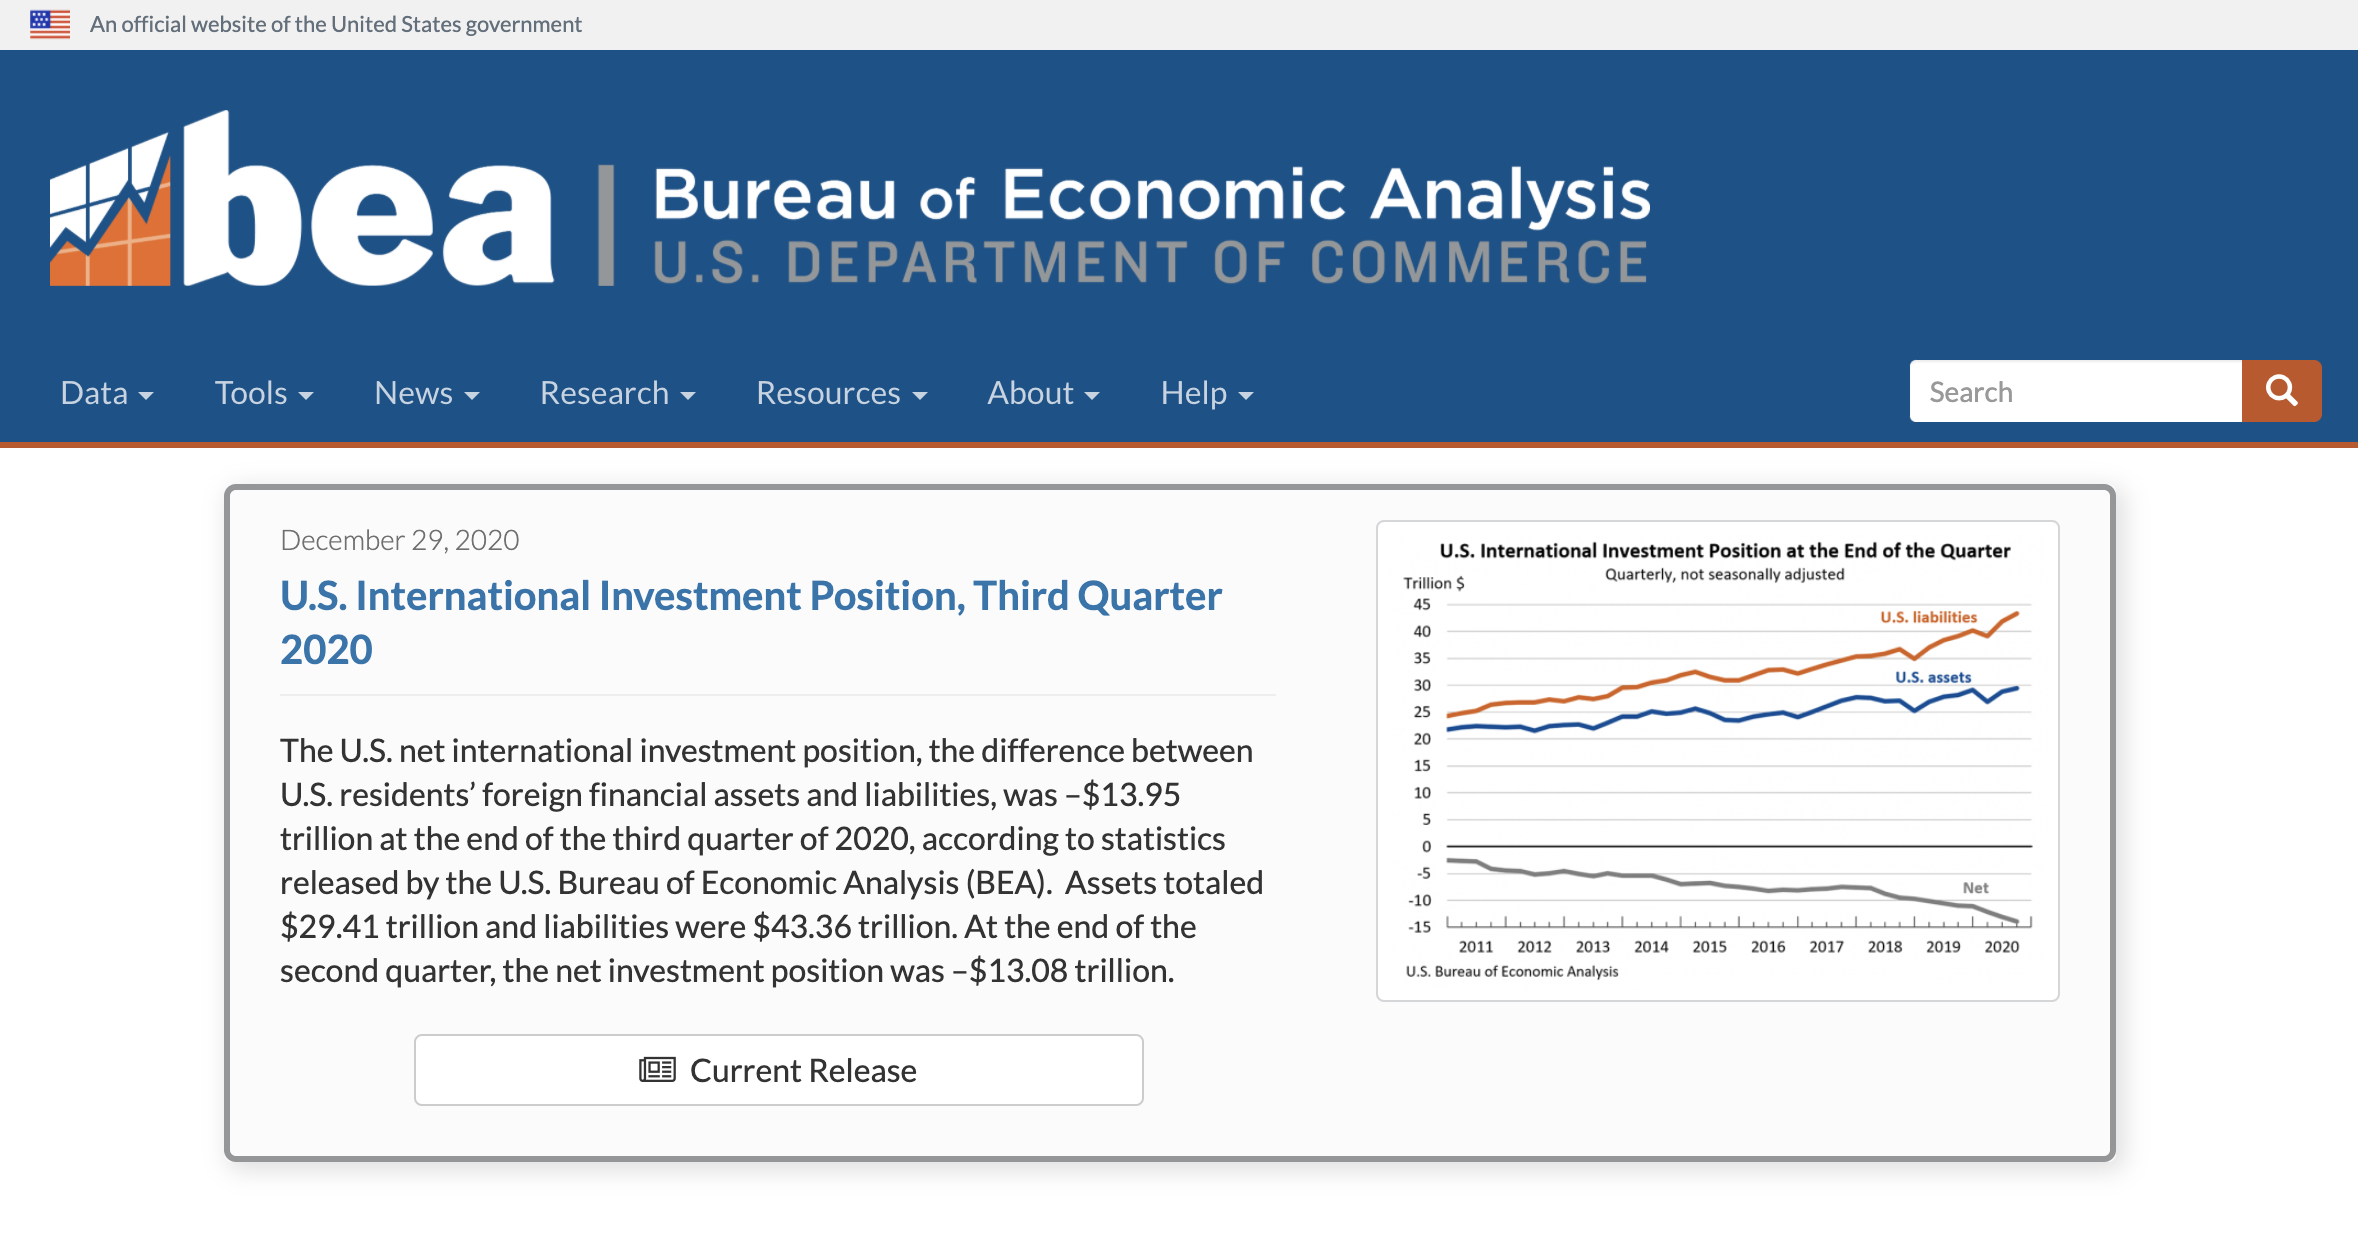 An official website of the United States government
bea
Bureau of Economic Analysis
U.S. DEPARTMENT OF COMMERCE
Data
Tools
News
Research
Resources
About
Help
Search
December 29, 2020
U.S. International Investment Position, Third Quarter
2020
The U.S. net international investment position, the difference between
U.S. residents’ foreign financial assets and liabilities, was –$13.95
trillion at the end of the third quarter of 2020, according to statistics
released by the U.S. Bureau of Economic Analysis (BEA).  Assets totaled
$29.41 trillion and liabilities were $43.36 trillion. At the end of the
second quarter, the net investment position was –$13.08 trillion.
Current Release
U.S. International Investment Position at the End of the Quarter
Quarterly, not seasonally adjusted
Trillion $
45
40
35
30
25
20
15
10
5
0
-5
-10
-15
U.S. liabilities
U.S. assets
Net
2011 2012 2013 2014 2015 2016 2017 2018 2019 2020
U.S. Bureau of Economic Analysis